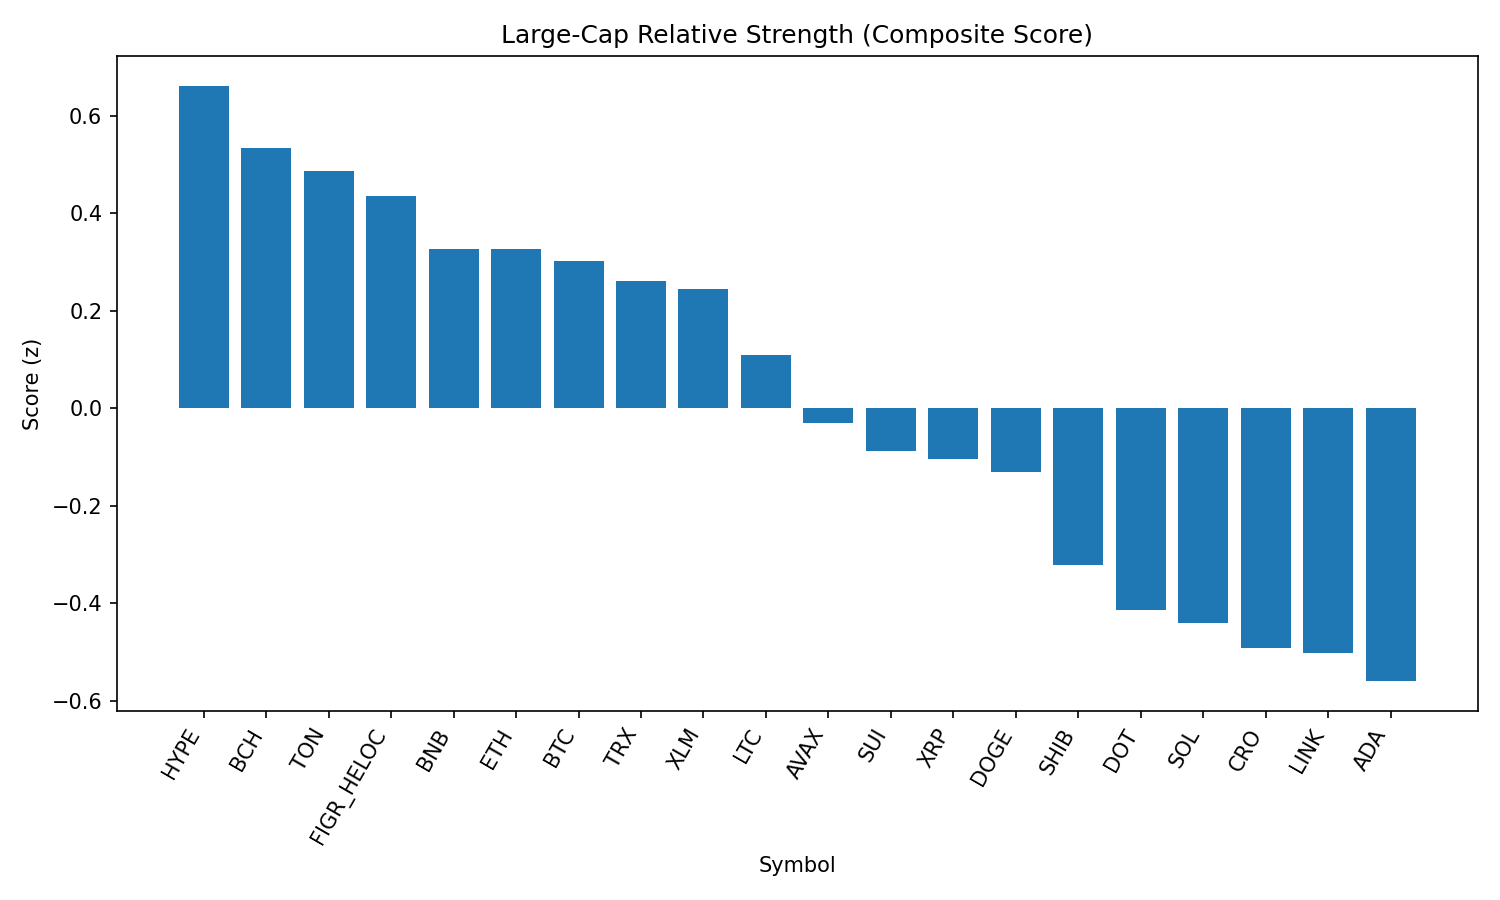 Large-Cap Relative Strength (Composite Score)
Score (z)
0.6
0.4
0.2
0.0
−0.2
−0.4
−0.6
HYPE
BCH
TON
FIGR_HELOC
BNB
ETH
BTC
TRX
XLM
LTC
AVAX
SUI
XRP
DOGE
SHIB
DOT
SOL
CRO
LINK
ADA
Symbol